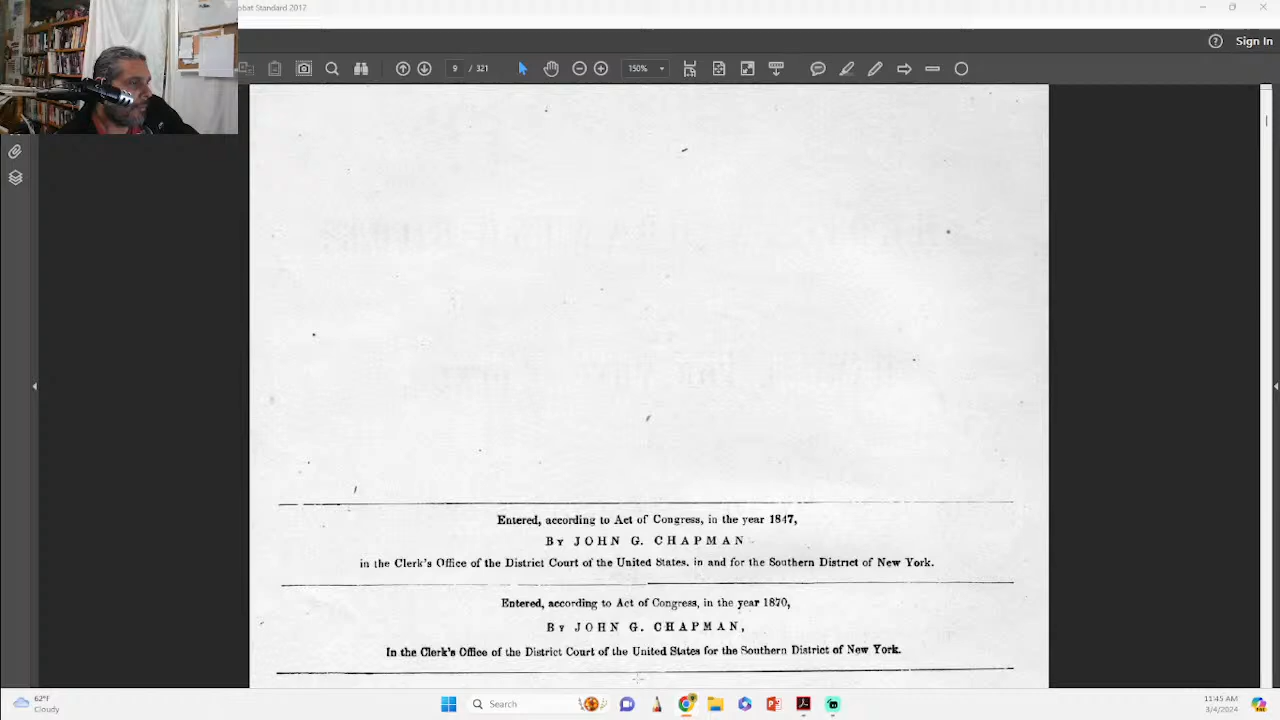 obat Standard 2017
Sign In
9 / 321
150%
Entered, according to Act of Congress, in the year 1847,
By JOHN G. CHAPMAN
in the Clerk's Office of the District Court of the United States, in and for the Southern District of New York.
Entered, according to Act of Congress, in the year 1870,
By JOHN G. CHAPMAN,
In the Clerk's Office of the District Court of the United States for the Southern District of New York.
62°F
Cloudy
Search
11:45 AM
3/4/2024